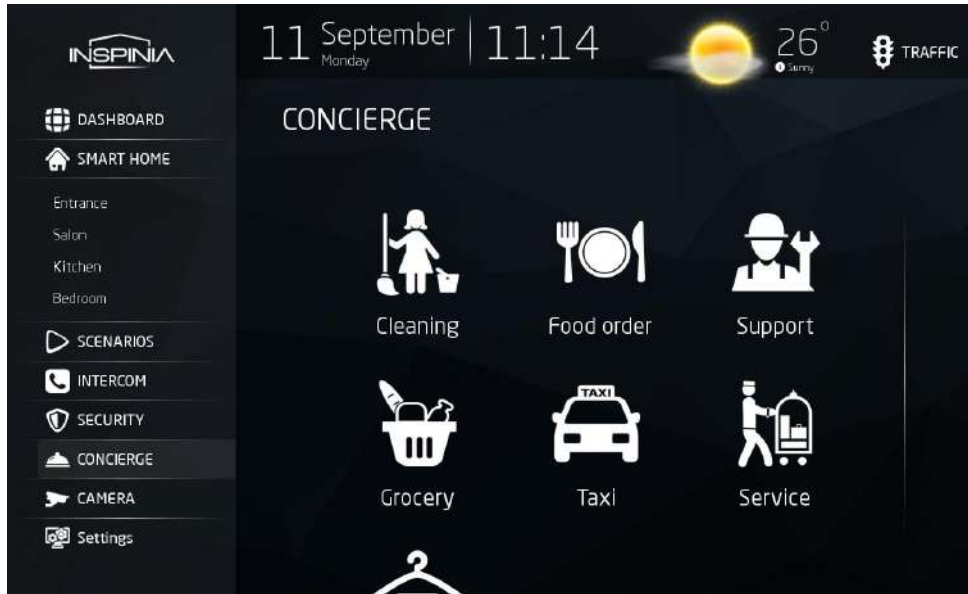 INSPINIA
11 September
Monday
11:14
26°
Sunny
TRAFFIC
DASHBOARD
SMART HOME
Entrance
Salon
Kitchen
Bedroom
SCENARIOS
INTERCOM
SECURITY
CONCIERGE
CAMERA
Settings
CONCIERGE
Cleaning
Food order
Support
TAXI
Grocery
Taxi
Service